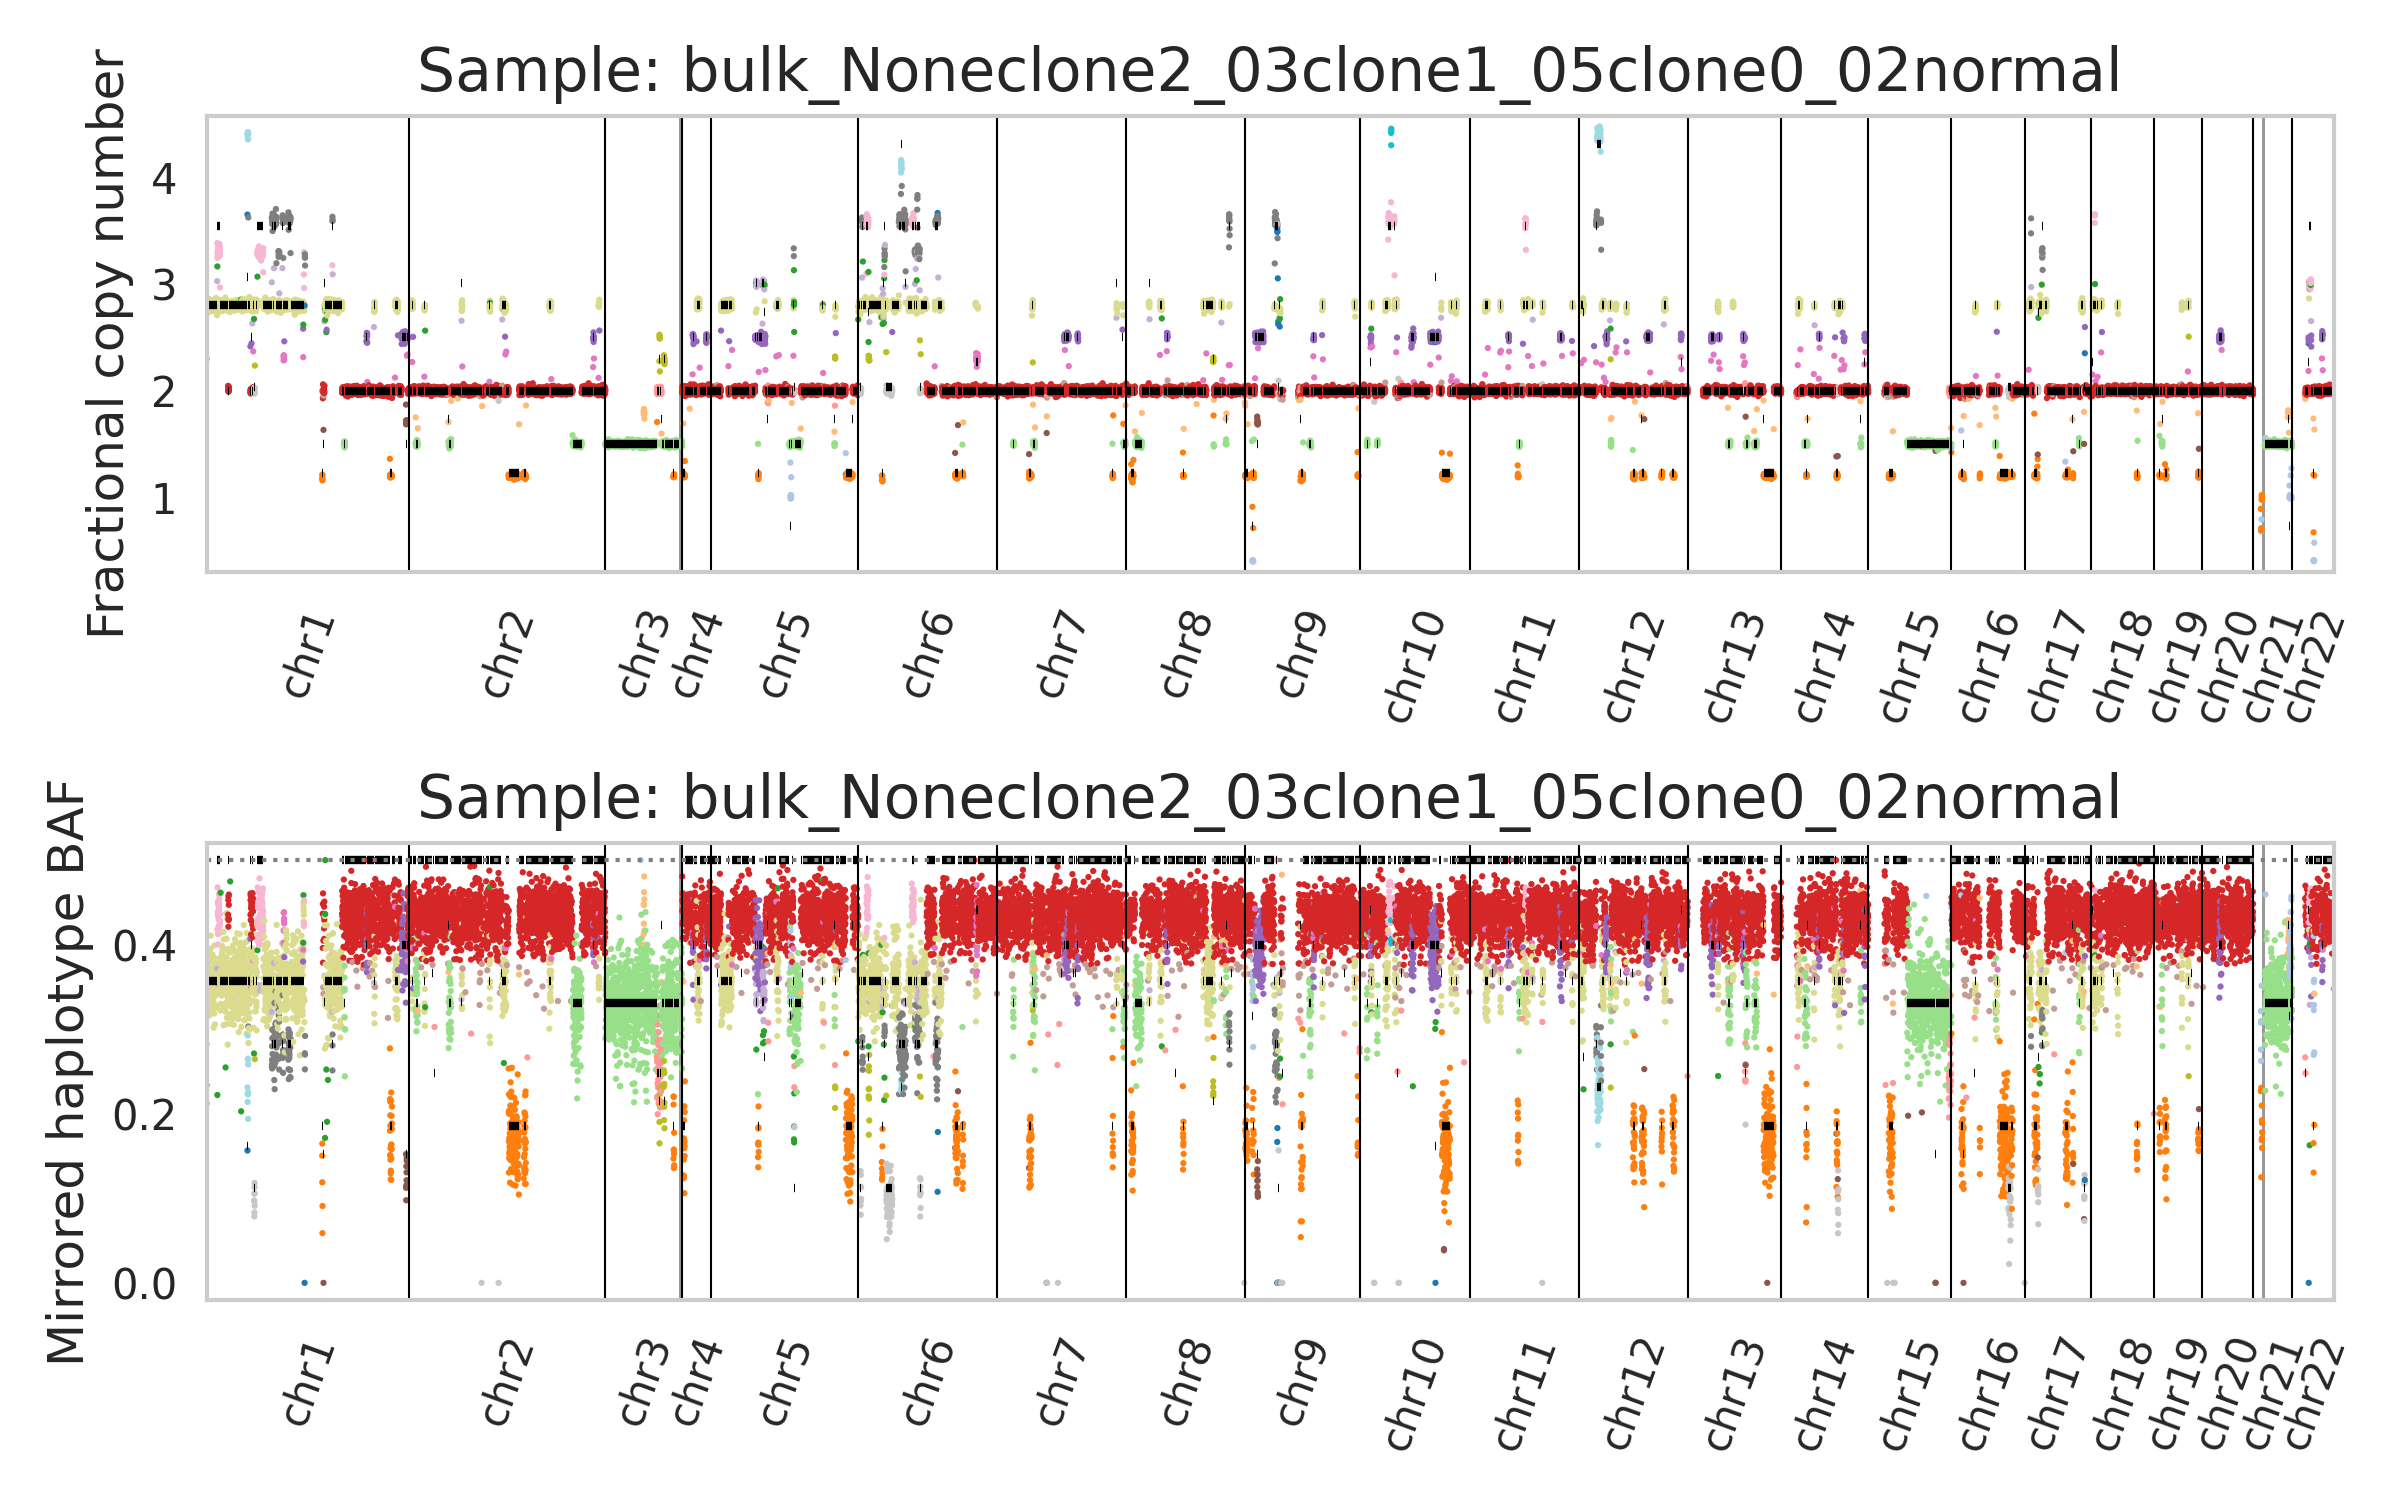 Sample: bulk_Noneclone2_03clone1_05clone0_02normal
Fractional copy number
4
3
2
1
chr1 chr2 chr3 chr4 chr5 chr6 chr7 chr8 chr9 chr10 chr11 chr12 chr13 chr14 chr15 chr16 chr17 chr18 chr19 chr20 chr21 chr22
Sample: bulk_Noneclone2_03clone1_05clone0_02normal
Mirrored haplotype BAF
0.4
0.2
0.0
chr1 chr2 chr3 chr4 chr5 chr6 chr7 chr8 chr9 chr10 chr11 chr12 chr13 chr14 chr15 chr16 chr17 chr18 chr19 chr20 chr21 chr22